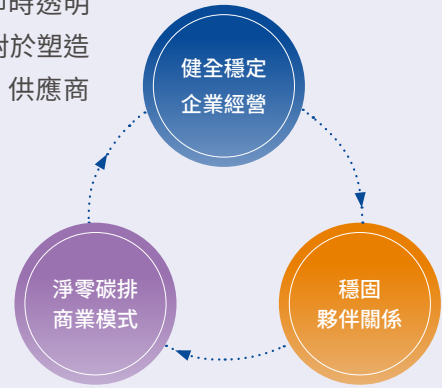 即時透明
對於塑造
供應商
健全穩定
企業經營
穩固
夥伴關係
淨零碳排
商業模式